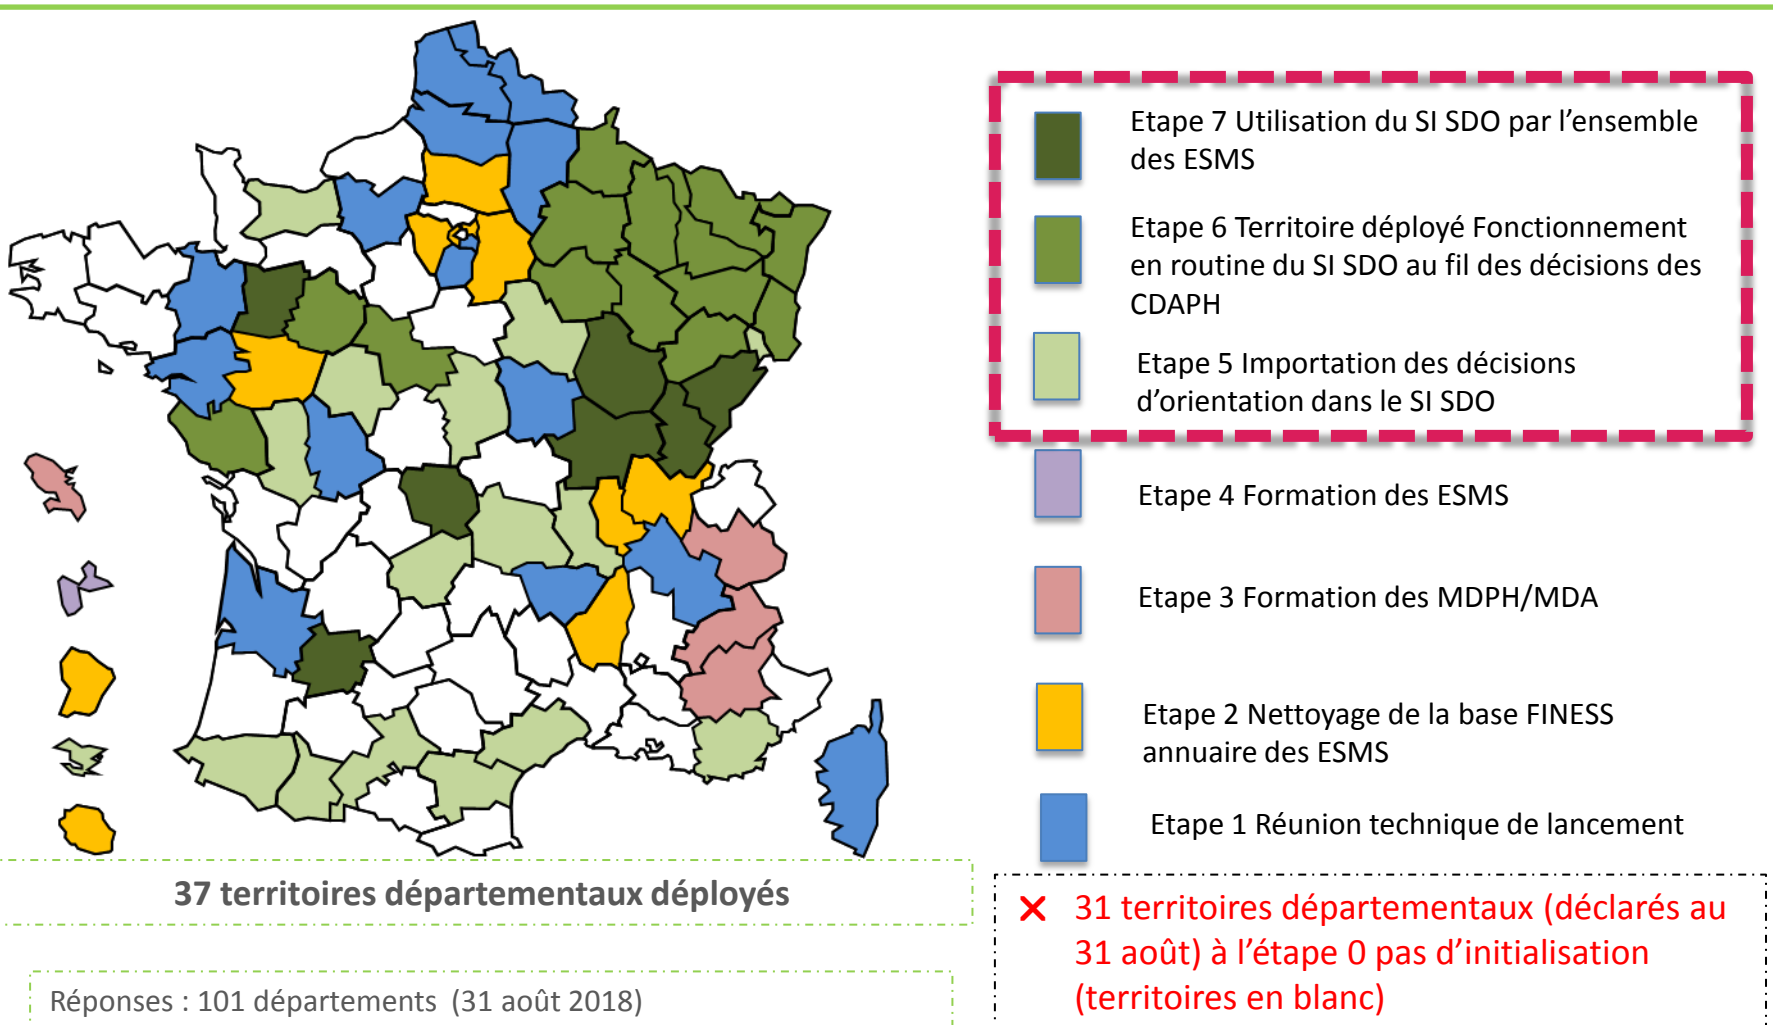 Etape 7 Utilisation du SI SDO par l’ensemble
des ESMS
Etape 6 Territoire déployé Fonctionnement
en routine du SI SDO au fil des décisions des
CDAPH
Etape 5 Importation des décisions
d’orientation dans le SI SDO
Etape 4 Formation des ESMS
Etape 3 Formation des MDPH/MDA
Etape 2 Nettoyage de la base FINESS
annuaire des ESMS
Etape 1 Réunion technique de lancement
37 territoires départementaux déployés
Réponses : 101 départements (31 août 2018)
× 31 territoires départementaux (déclarés au
31 août) à l’étape 0 pas d’initialisation
(territoires en blanc)